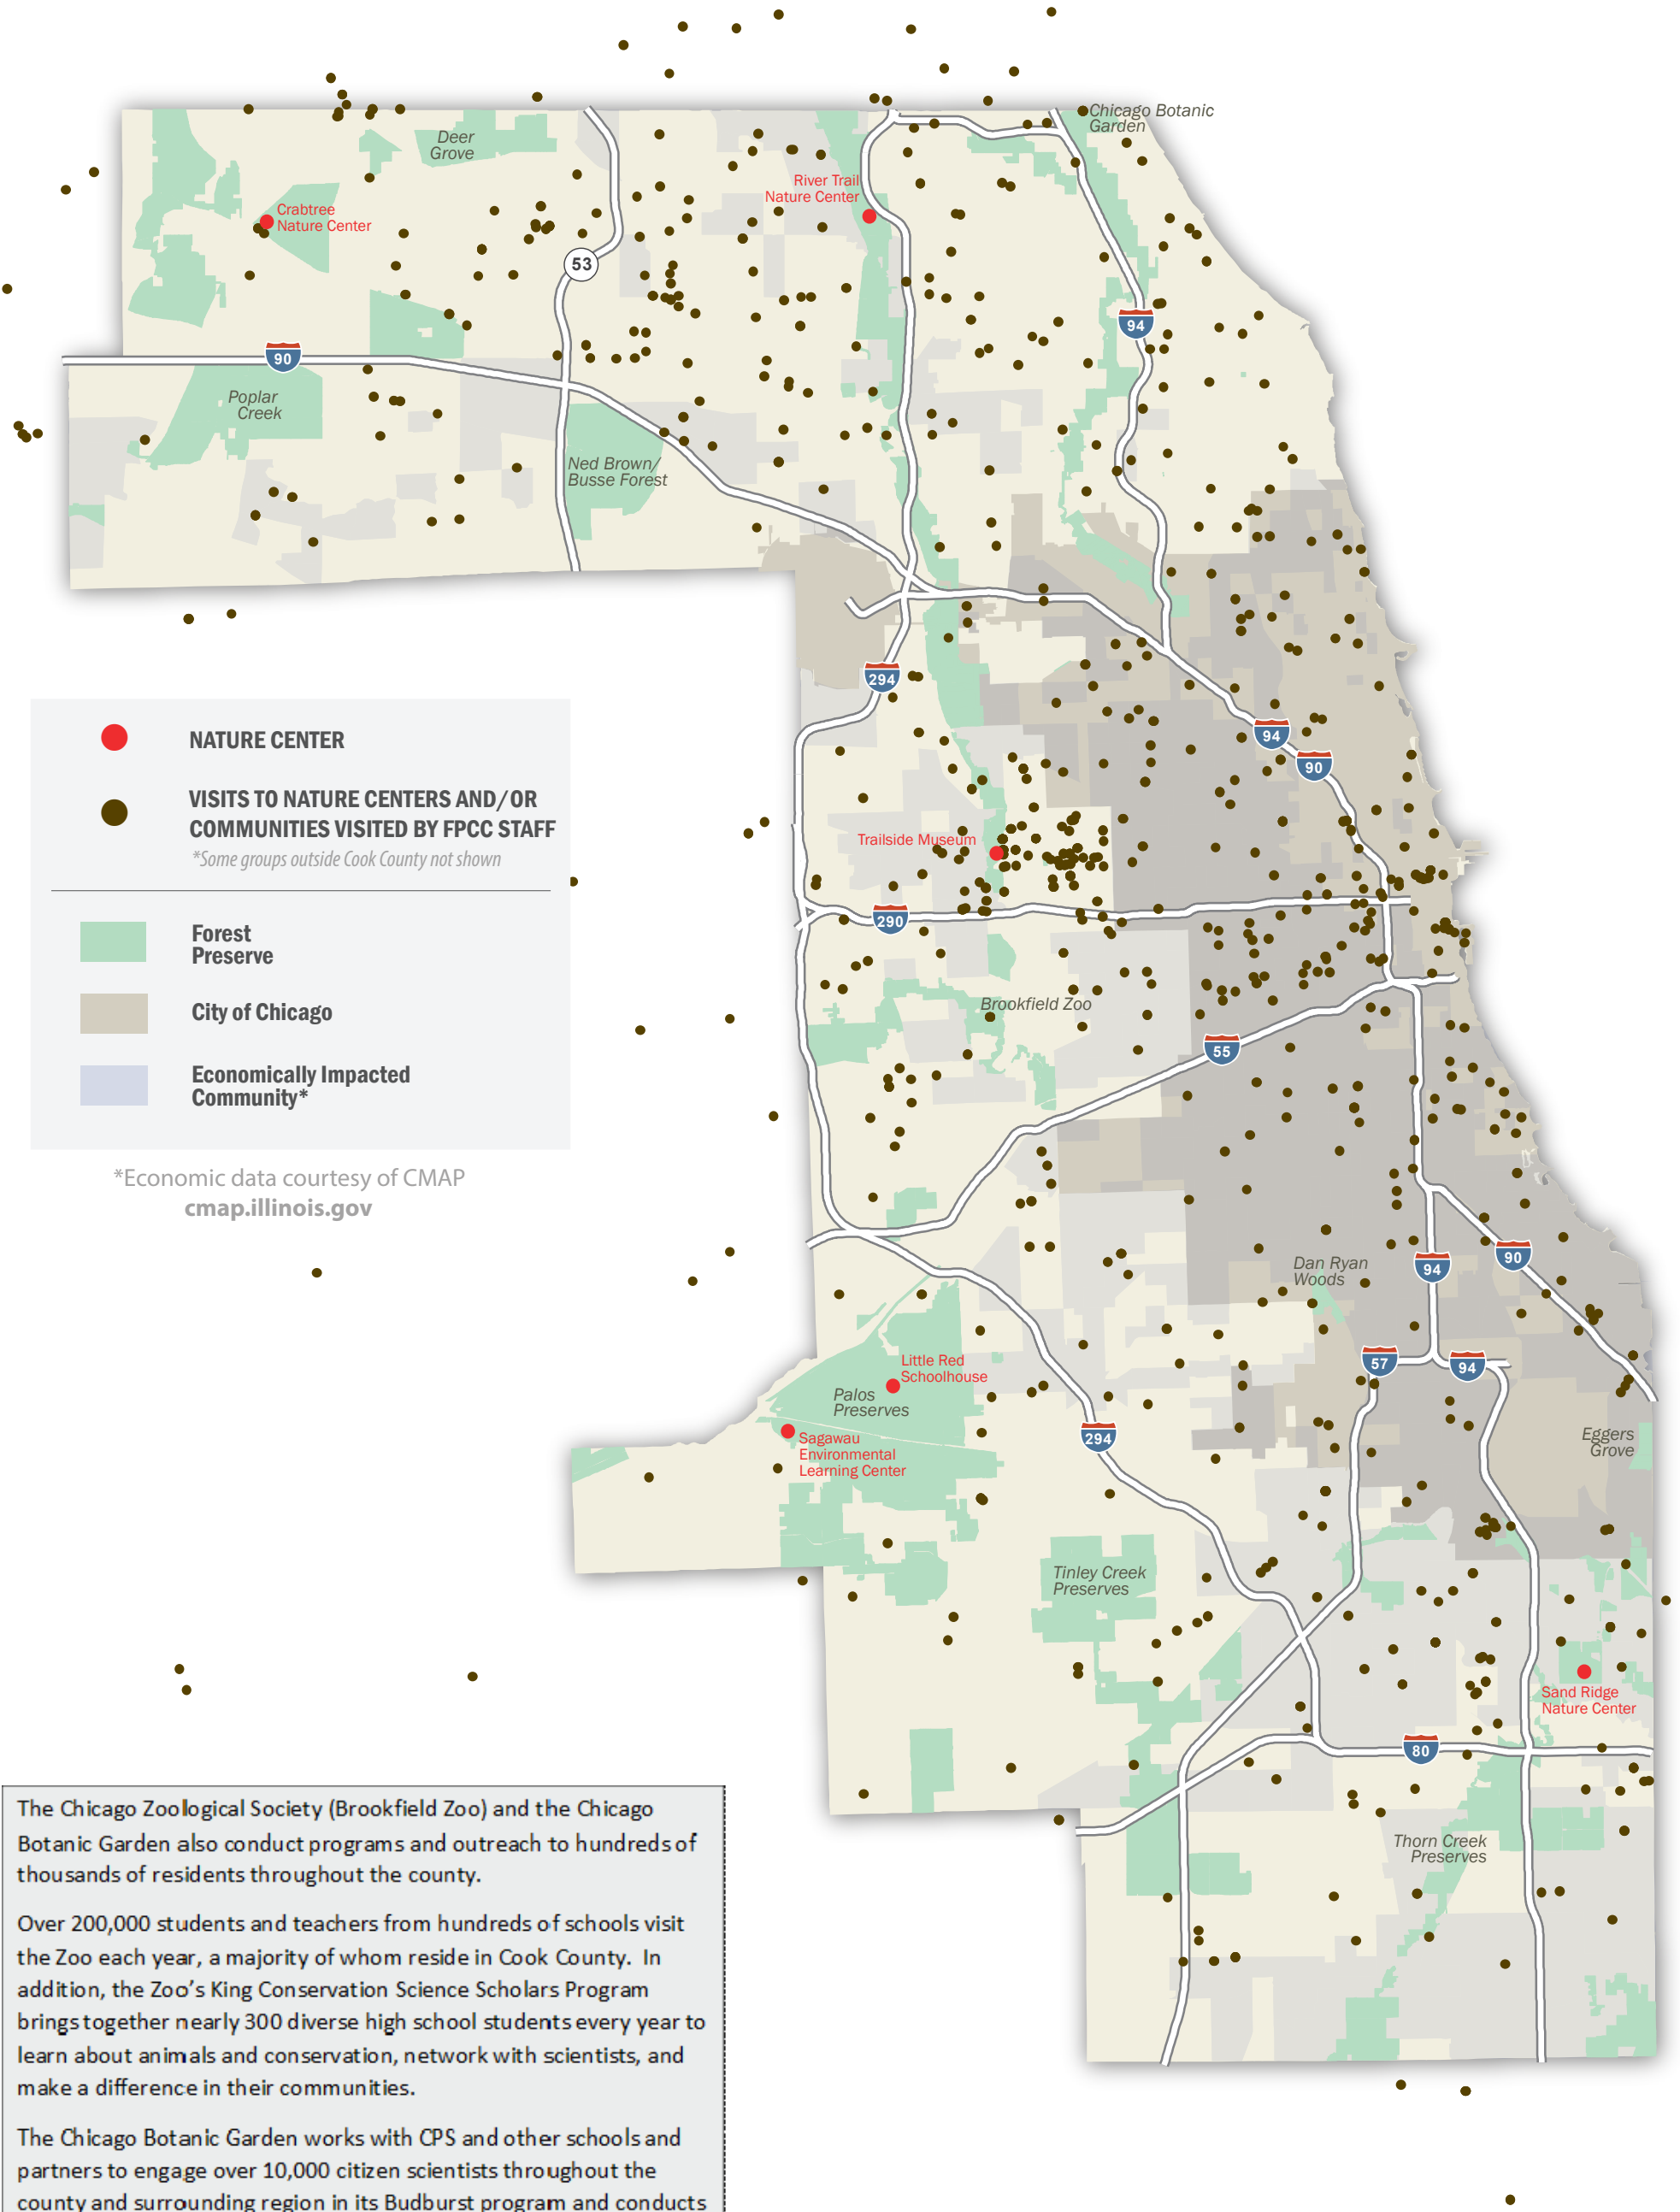 Chicago Botanic
Garden
Deer
Grove
River Trail
Nature Center
Crabtree
Nature Center
53
94
90
Poplar
Creek
Ned Brown/
Busse Forest
294
94
90
NATURE CENTER
VISITS TO NATURE CENTERS AND/OR
COMMUNITIES VISITED BY FPCC STAFF
*Some groups outside Cook County not shown
Forest
Preserve
City of Chicago
Economically Impacted
Community*
*Economic data courtesy of CMAP
cmap.illinois.gov
Trailside Museum
290
Brookfield Zoo
55
Dan Ryan
Woods
94
90
57
94
Little Red
Schoolhouse
Palos
Preserves
Sagawau
Environmental
Learning Center
294
Eggers
Grove
Tinley Creek
Preserves
Sand Ridge
Nature Center
80
Thorn Creek
Preserves
The Chicago Zoological Society (Brookfield Zoo) and the Chicago
Botanic Garden also conduct programs and outreach to hundreds of
thousands of residents throughout the county.
Over 200,000 students and teachers from hundreds of schools visit
the Zoo each year, a majority of whom reside in Cook County. In
addition, the Zoo's King Conservation Science Scholars Program
brings together nearly 300 diverse high school students every year to
learn about animals and conservation, network with scientists, and
make a difference in their communities.
The Chicago Botanic Garden works with CPS and other schools and
partners to engage over 10,000 citizen scientists throughout the
county and surrounding region in its Budburst program and conducts